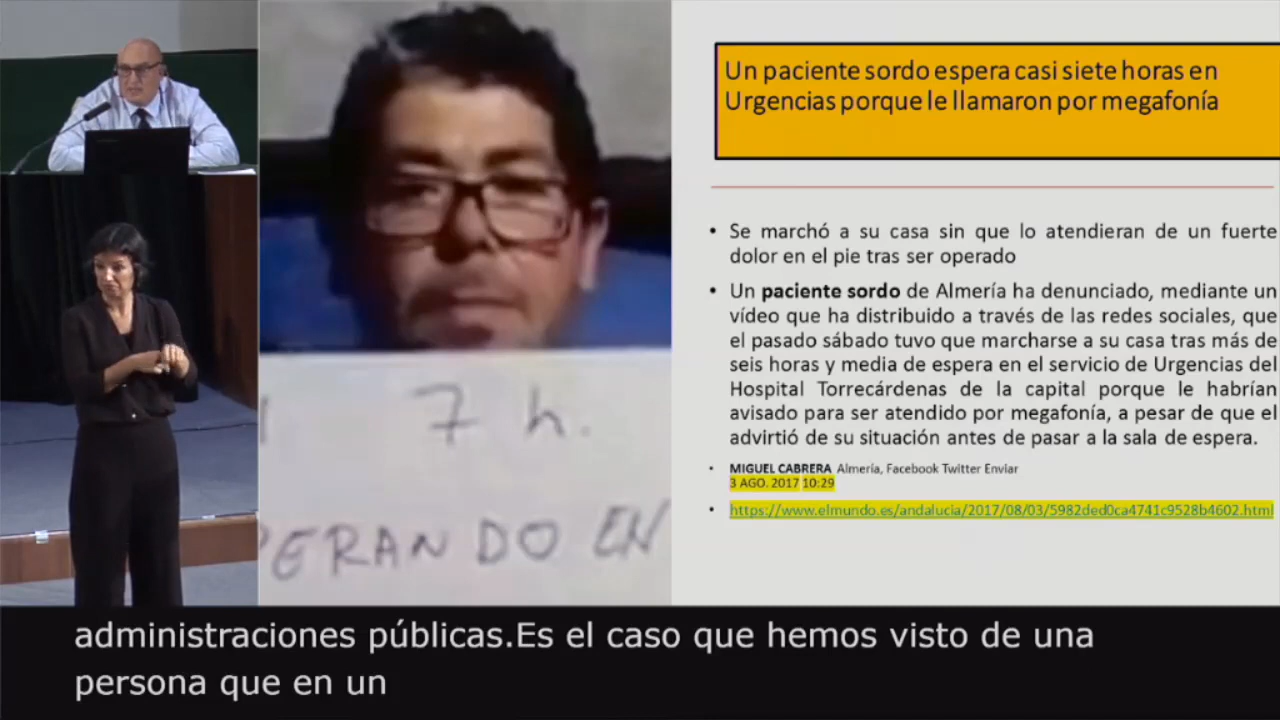 Un paciente sordo espera casi siete horas en
Urgencias porque le llamaron por megafonía
7 h.
PERANDO EN
• Se marchó a su casa sin que lo atendieran de un fuerte
dolor en el pie tras ser operado
• Un paciente sordo de Almería ha denunciado, mediante un
vídeo que ha distribuido a través de las redes sociales, que
el pasado sábado tuvo que marcharse a su casa tras más de
seis horas y media de espera en el servicio de Urgencias del
Hospital Torrecárdenas de la capital porque le habrían
avisado para ser atendido por megafonía, a pesar de que el
advirtió de su situación antes de pasar a la sala de espera.
• MIGUEL CABRERA Almería, Facebook Twitter Enviar
3 AGO. 2017 10:29
• https://www.elmundo.es/andalucia/2017/08/03/5982ded0ca4741c9528b4602.html
administraciones públicas.Es el caso que hemos visto de una
persona que en un